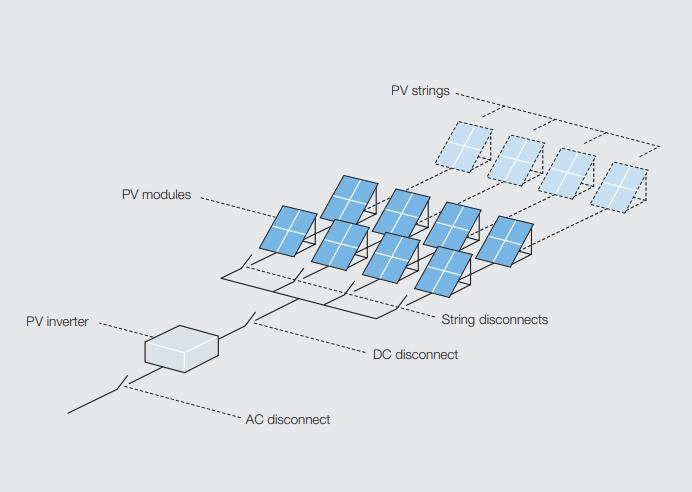 PV strings
PV modules
String disconnects
PV inverter
DC disconnect
AC disconnect